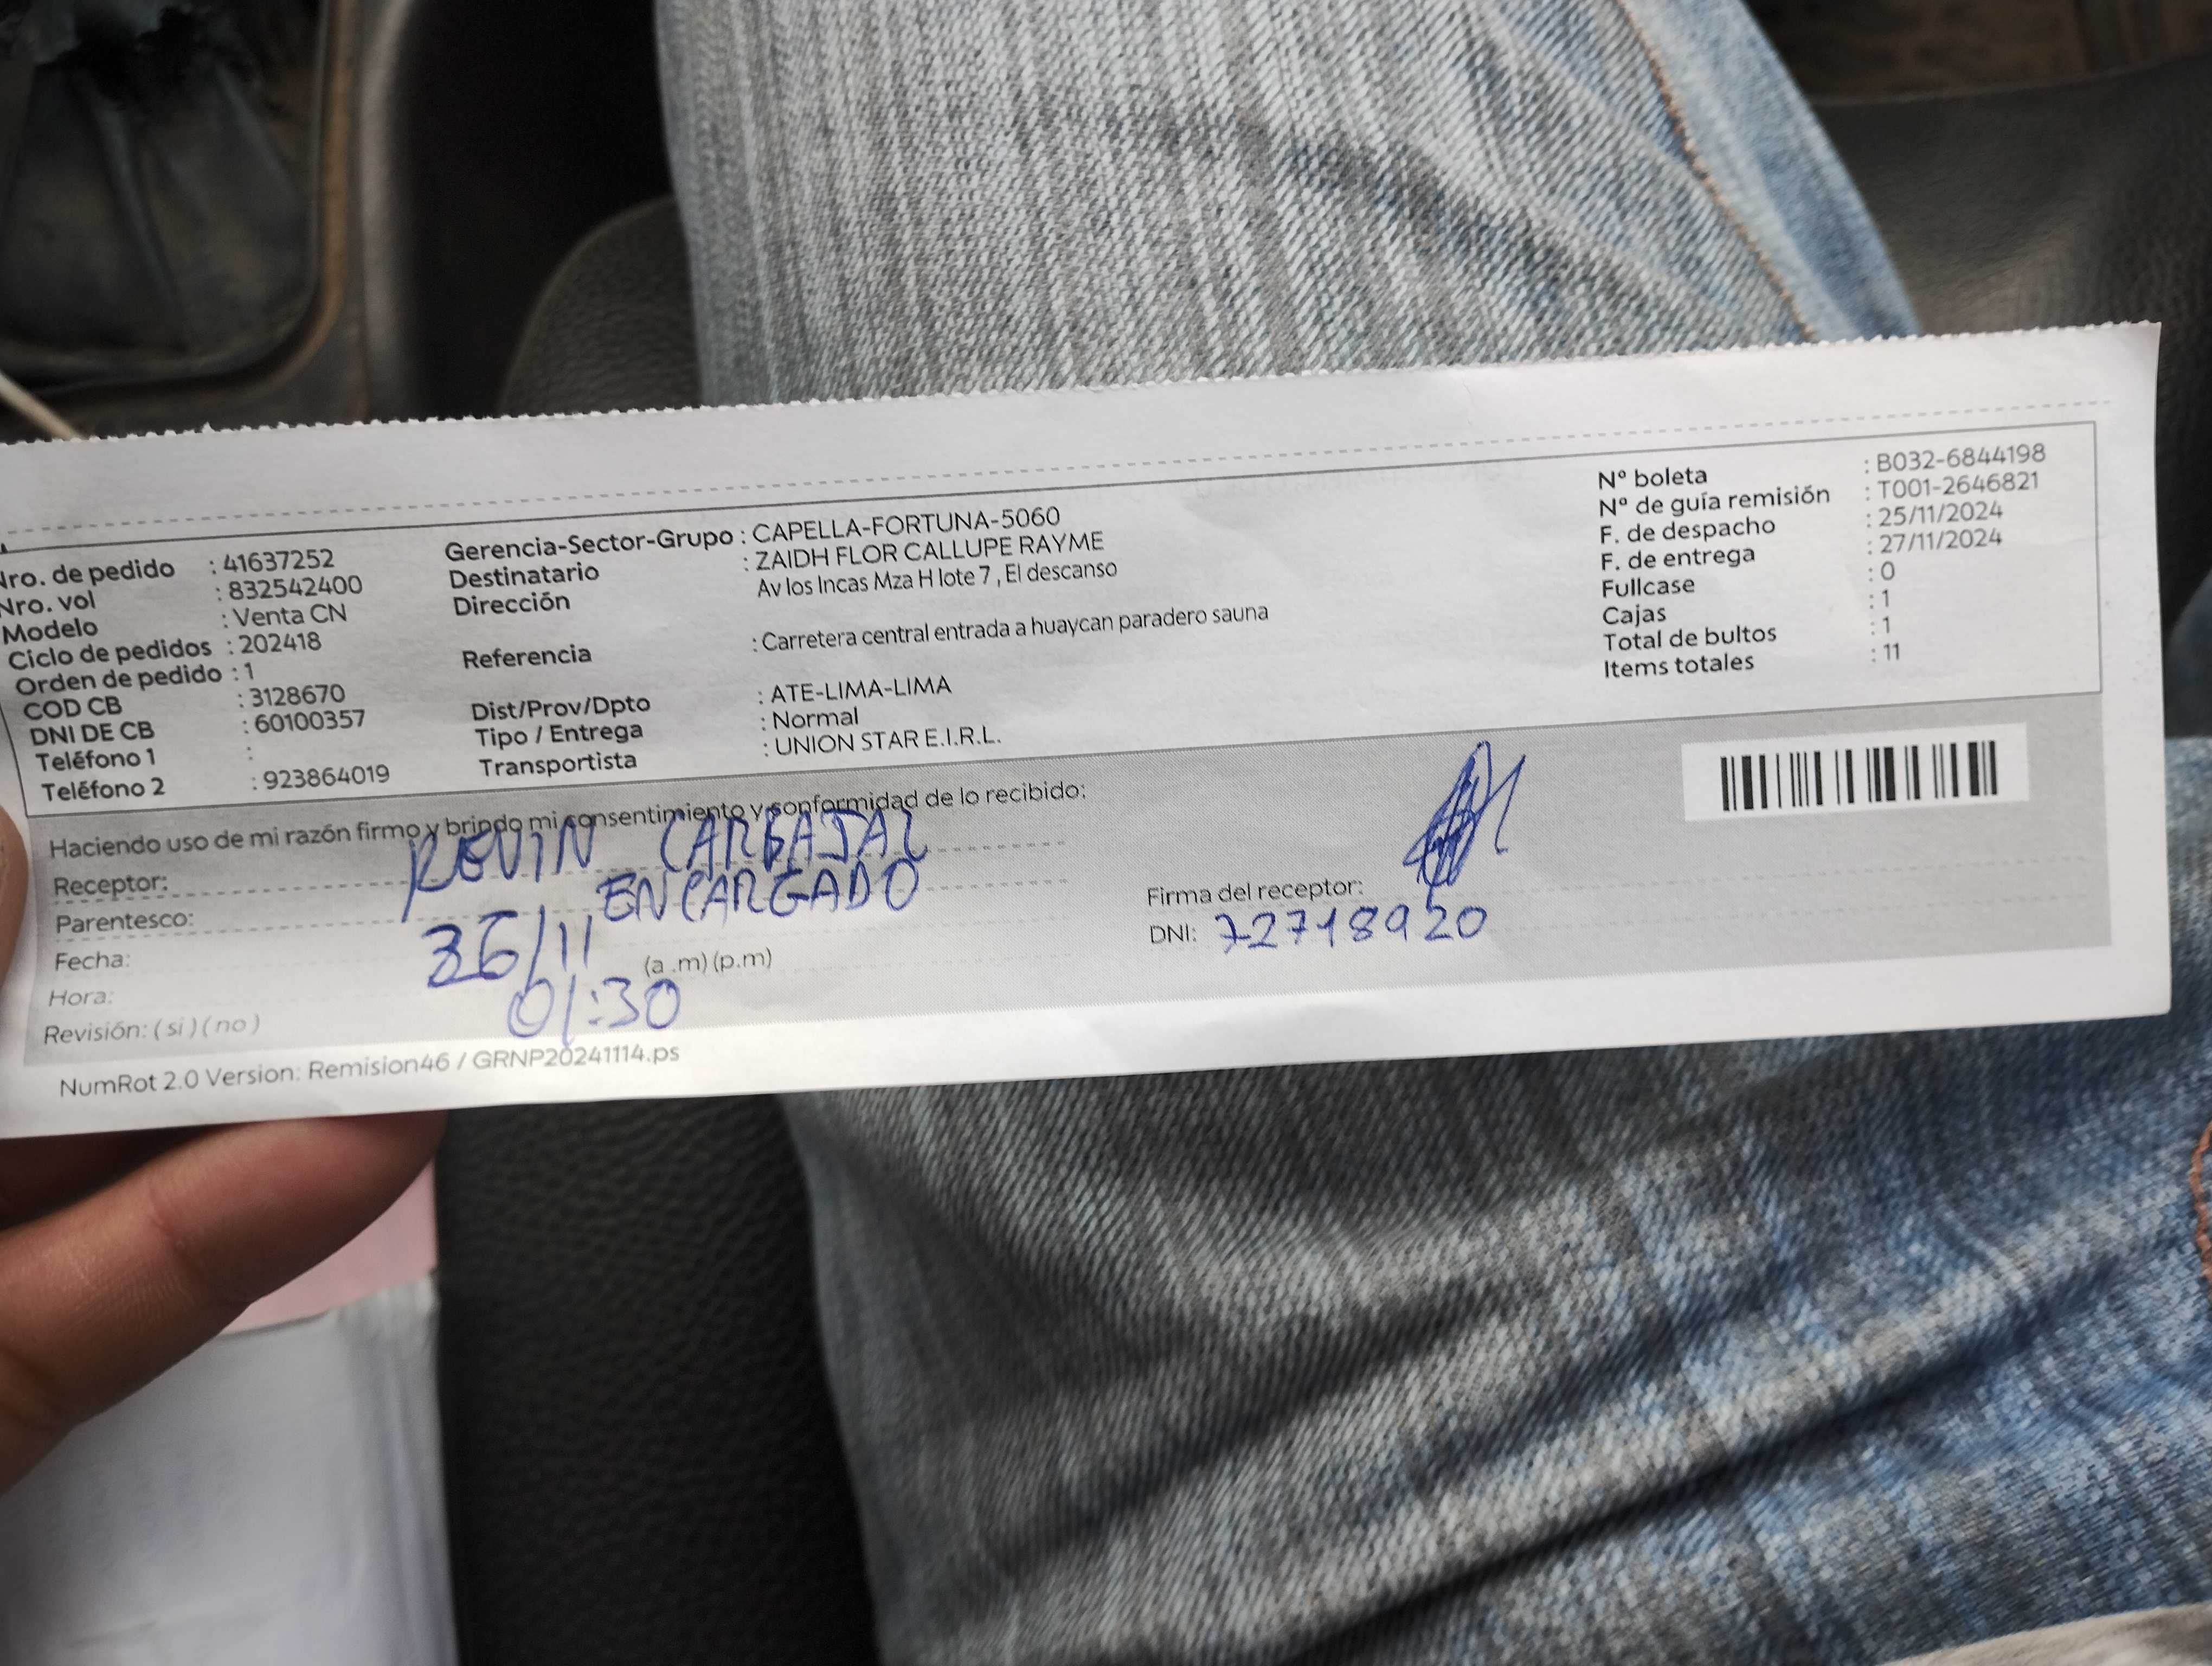 Nro. de pedido : 41637252
Nro. vol : 832542400
Modelo : Venta CN
Ciclo de pedidos : 202418
Orden de pedido : 1
COD CB : 3128670
DNI DE CB : 60100357
Teléfono 1 :
Teléfono 2 : 923864019
Gerencia-Sector-Grupo : CAPELLA-FORTUNA-5060
Destinatario : ZAIDH FLOR CALLUPE RAYME
Dirección Av los Incas Mza H lote 7 , El descanso
Referencia : Carretera central entrada a huaycan paradero sauna
Dist/Prov/Dpto : ATE-LIMA-LIMA
Tipo / Entrega : Normal
Transportista : UNION STAR E.I.R.L.
Nº boleta : B032-6844198
Nº de guía remisión : T001-2646821
F. de despacho : 25/11/2024
F. de entrega : 27/11/2024
Fullcase : 0
Cajas : 1
Total de bultos : 1
Items totales : 11
Haciendo uso de mi razón firmo y brindo mi consentimiento y conformidad de lo recibido:
Receptor: KEVIN CARBAJAL
Parentesco: ENCARGADO
Fecha: 26/11
Hora: 01:30 (a .m) (p.m)
Revisión: ( si ) ( no )
Firma del receptor:
DNI: 72718920
NumRot 2.0 Version: Remision46 / GRNP20241114.ps